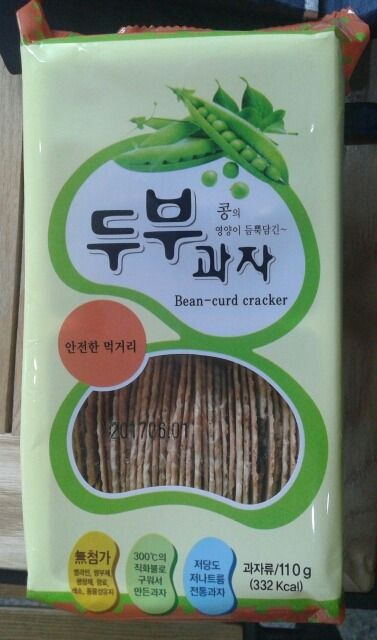 콩의
영양이 듬뿍담긴~
두부
과자
Bean-curd cracker
안전한 먹거리
2017.06.01
無첨가
300℃의
직화불로
구워서
만든과자
저당도
저나트륨
전통과자
과자류/110g
(332 Kcal)